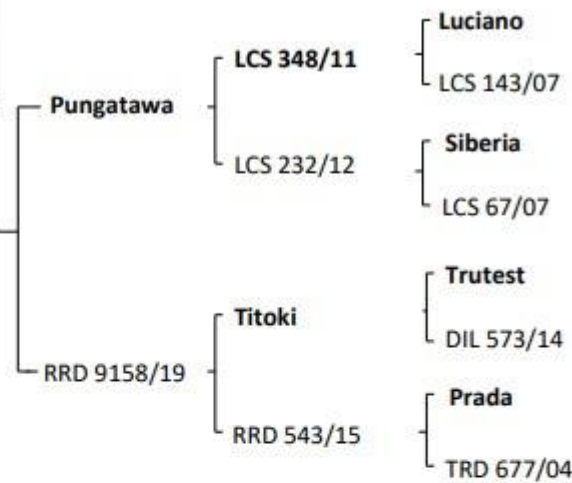 Luciano
LCS 348/11
LCS 143/07
Pungatawa
Siberia
LCS 232/12
LCS 67/07
Trutest
Titoki
DIL 573/14
RRD 9158/19
Prada
RRD 543/15
TRD 677/04